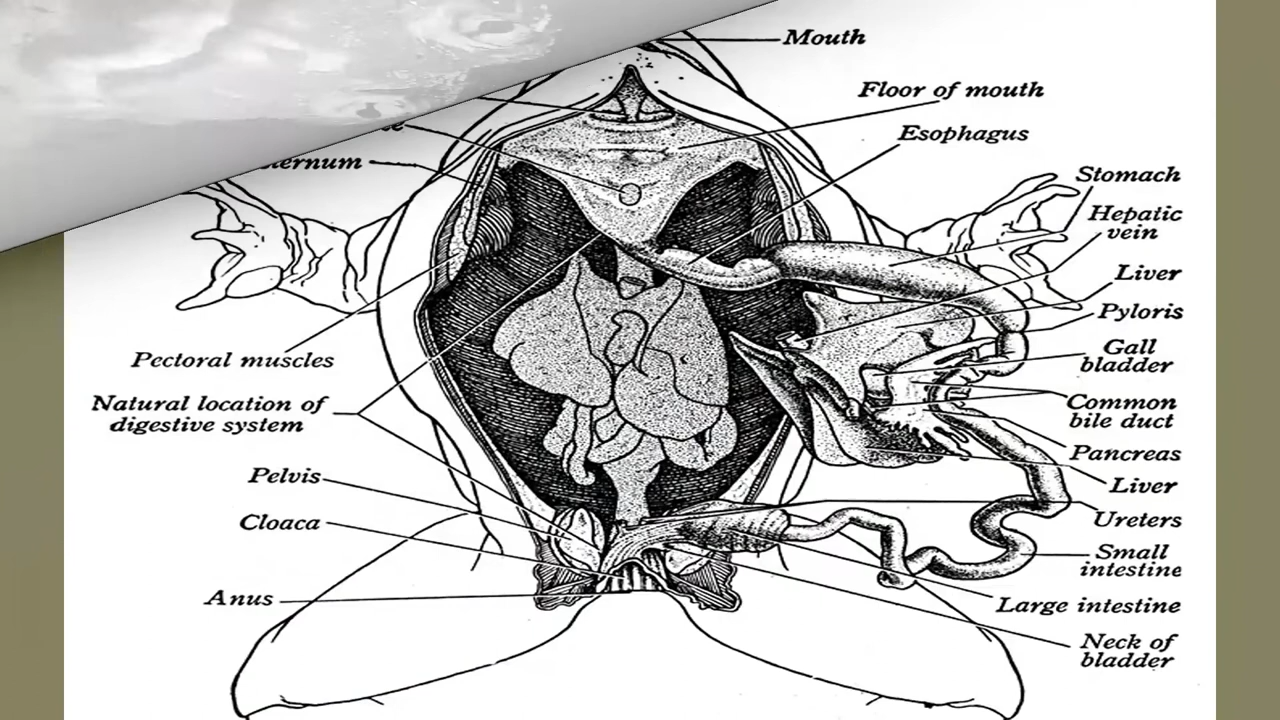 Mouth
Floor of mouth
Esophagus
Stomach
Hepatic
vein
Liver
Pyloris
Gall
bladder
Common
bile duct
Pancreas
Liver
Ureters
Small
intestine
Large intestine
Neck of
bladder
Pectoral muscles
Natural location of
digestive system
Pelvis
Cloaca
Anus